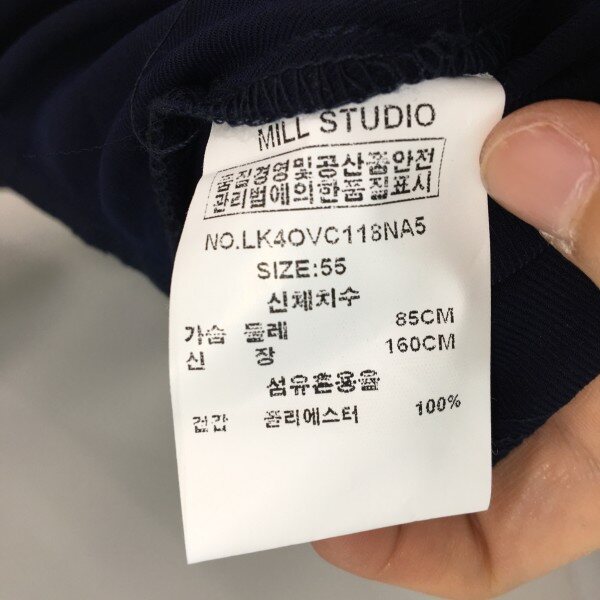 MILL STUDIO
품질경영및공산품안전
관리법에의한품질표시
NO.LK4OVC118NA5
SIZE:55
신체치수
가슴 둘레 85CM
신 장 160CM
섬유혼용율
겉감 폴리에스터 100%